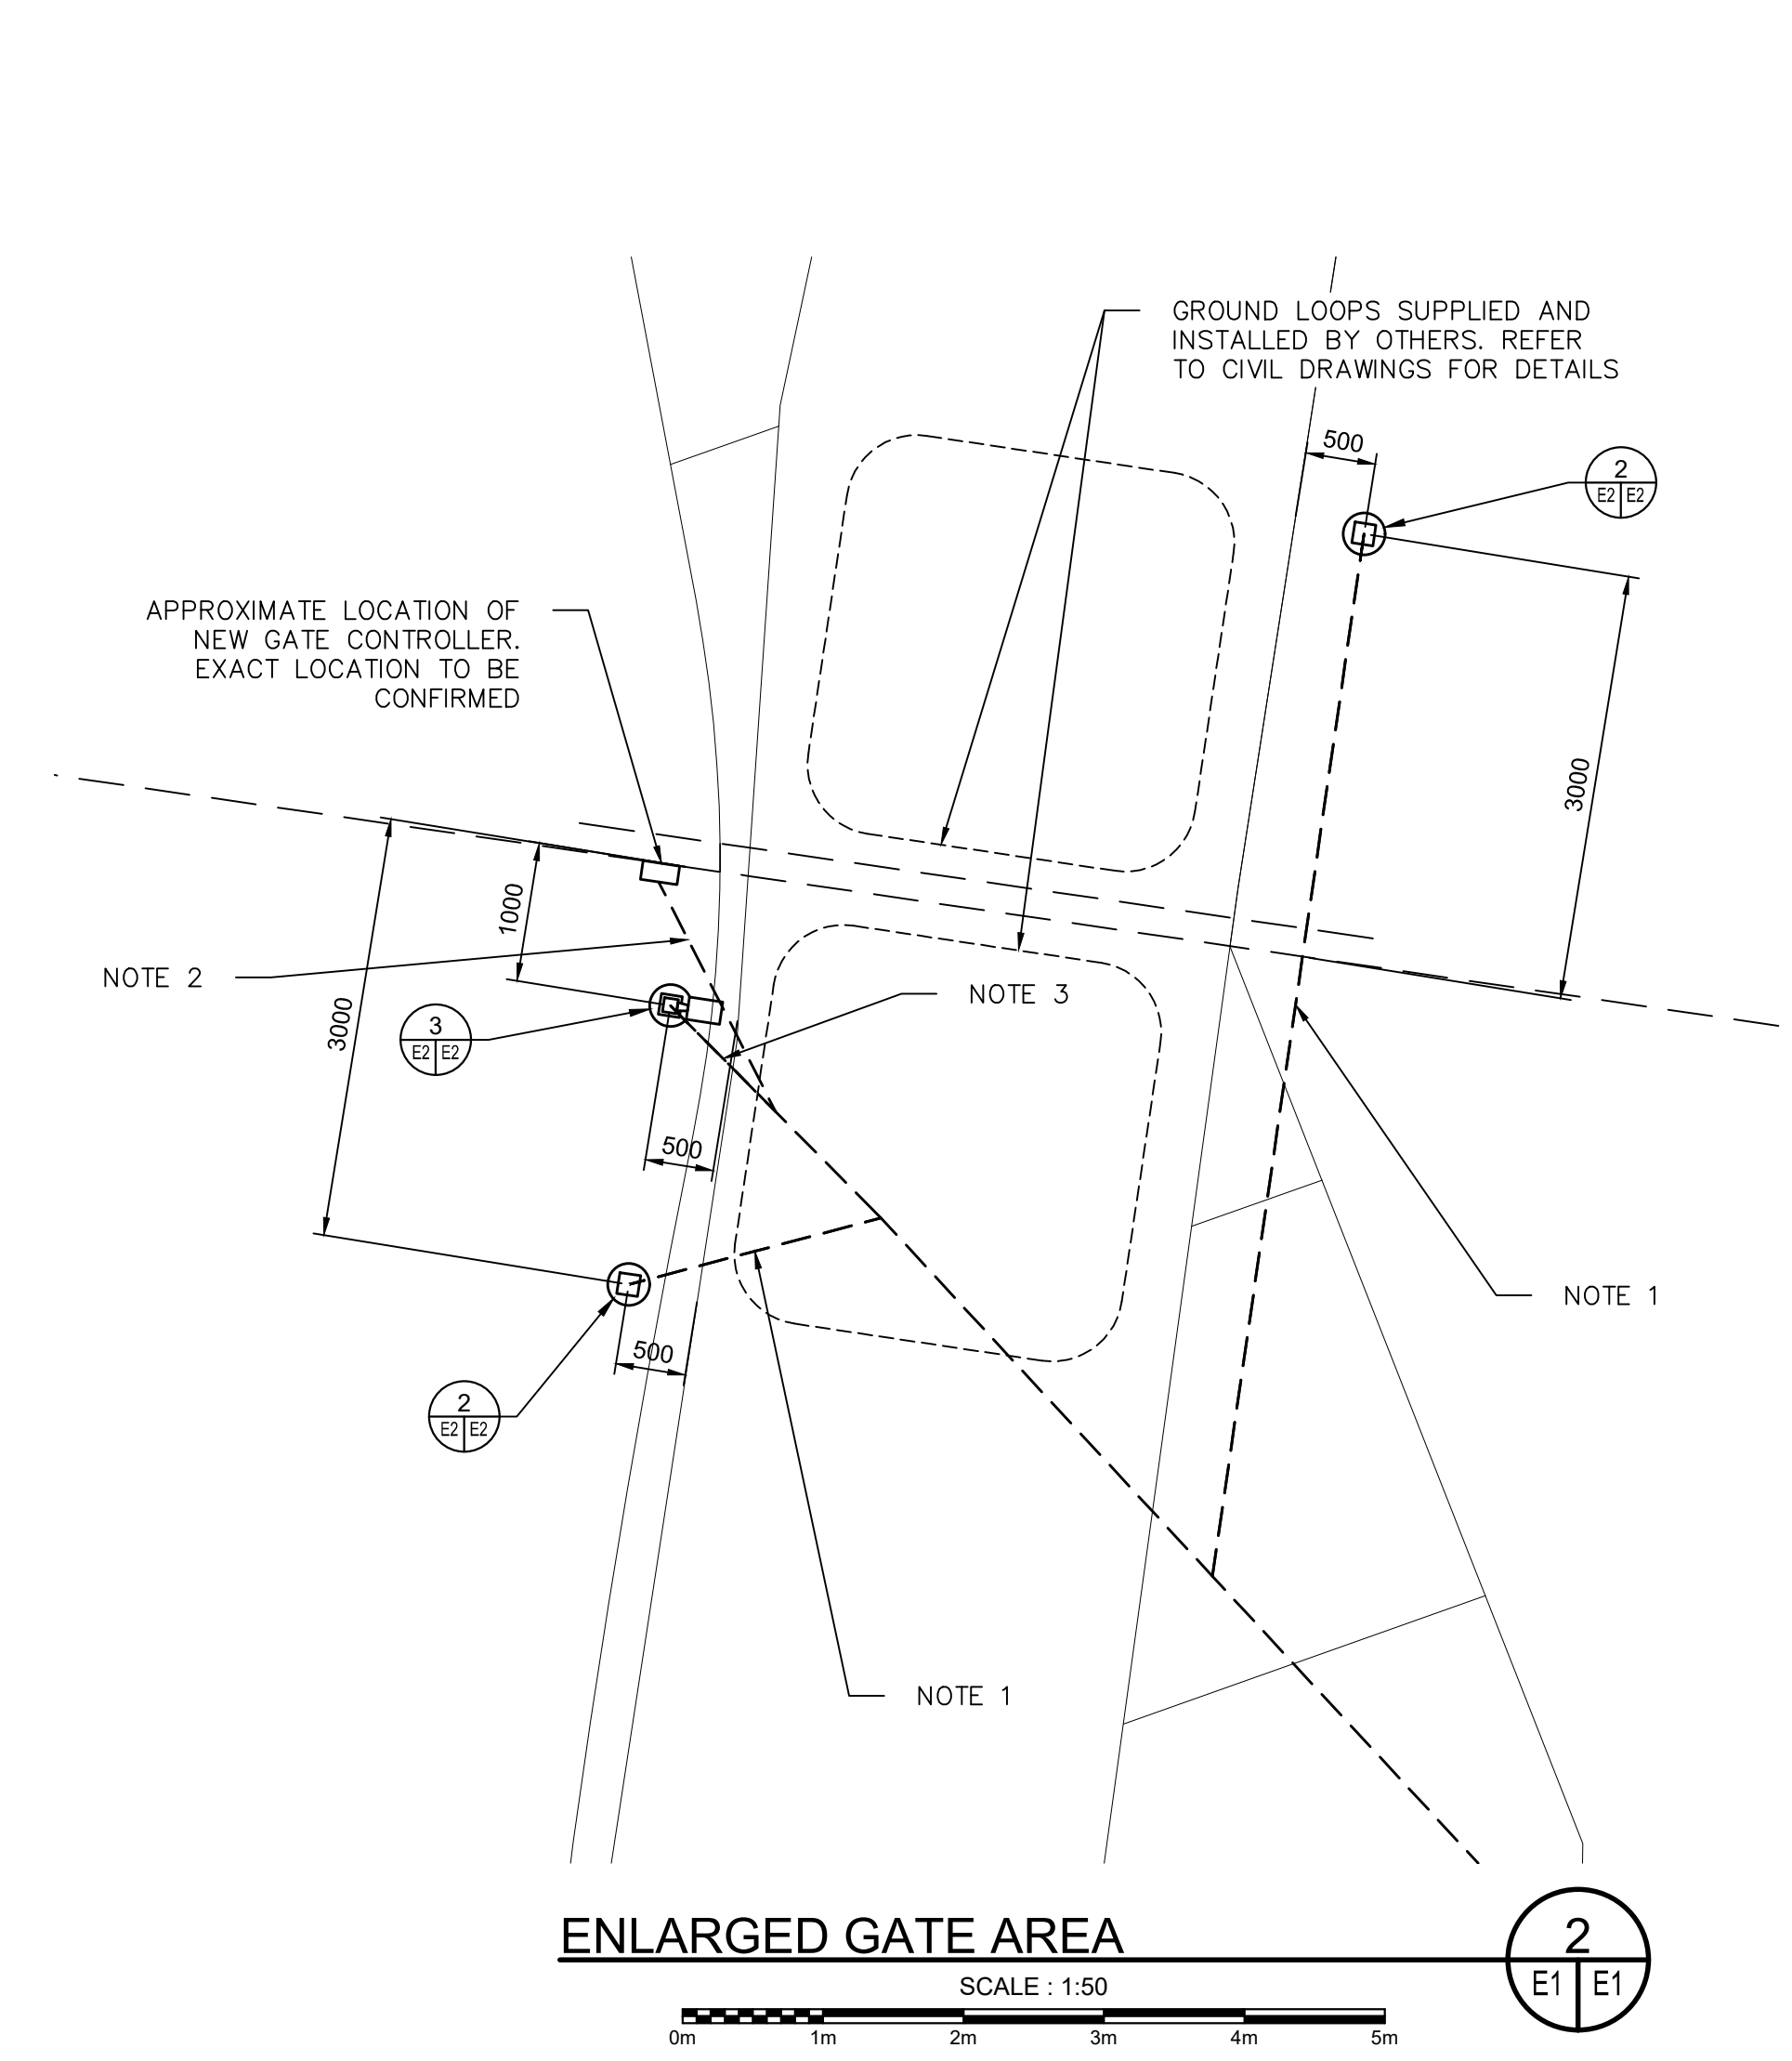 GROUND LOOPS SUPPLIED AND
INSTALLED BY OTHERS. REFER
TO CIVIL DRAWINGS FOR DETAILS
500
2
E2 E2
APPROXIMATE LOCATION OF
NEW GATE CONTROLLER.
EXACT LOCATION TO BE
CONFIRMED
3000
1000
NOTE 2
NOTE 3
3000
3
E2 E2
500
NOTE 1
500
2
E2 E2
NOTE 1
ENLARGED GATE AREA
2
E1 E1
SCALE : 1:50
0m 1m 2m 3m 4m 5m